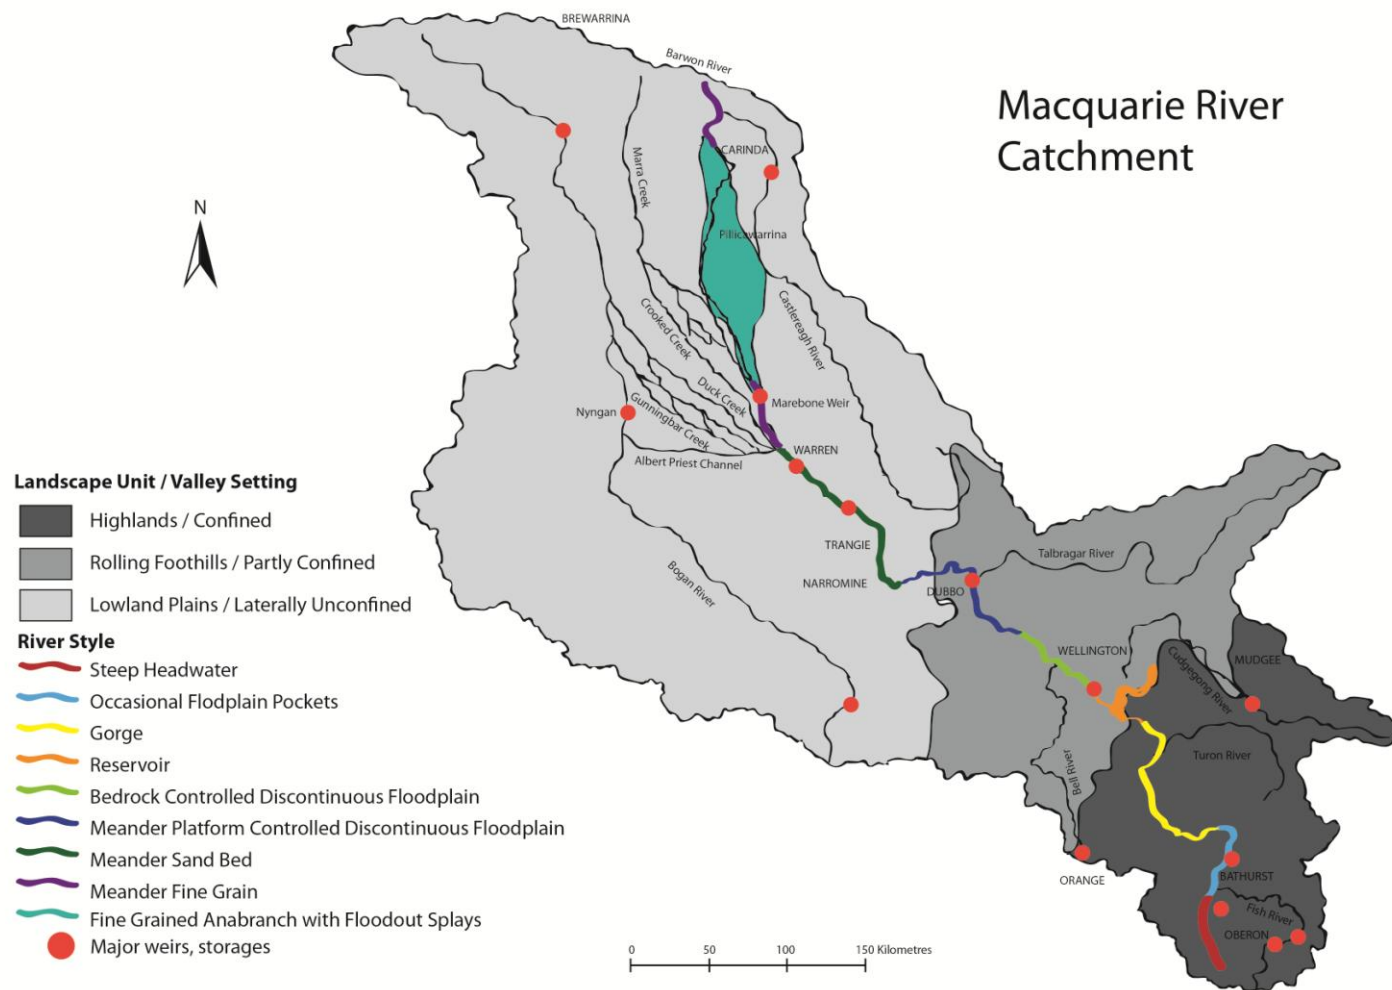 BREWARRINA
Barwon River
Macquarie River
Catchment
CARINDA
Marra Creek
N
Pillicawarrina
Castlereagh River
Crooked Creek
Duck Creek
Gunningbar Creek
Nyngan
Marebone Weir
WARREN
Albert Priest Channel
TRANGIE
NARROMINE
Bogan River
DUBBO
Talbragar River
WELLINGTON
Cudgegong River
MUDGEE
Turon River
Bell River
ORANGE
BATHURST
Fish River
OBERON
Landscape Unit / Valley Setting
Highlands / Confined
Rolling Foothills / Partly Confined
Lowland Plains / Laterally Unconfined
River Style
Steep Headwater
Occasional Flodplain Pockets
Gorge
Reservoir
Bedrock Controlled Discontinuous Floodplain
Meander Platform Controlled Discontinuous Floodplain
Meander Sand Bed
Meander Fine Grain
Fine Grained Anabranch with Floodout Splays
Major weirs, storages
0 50 100 150 Kilometres